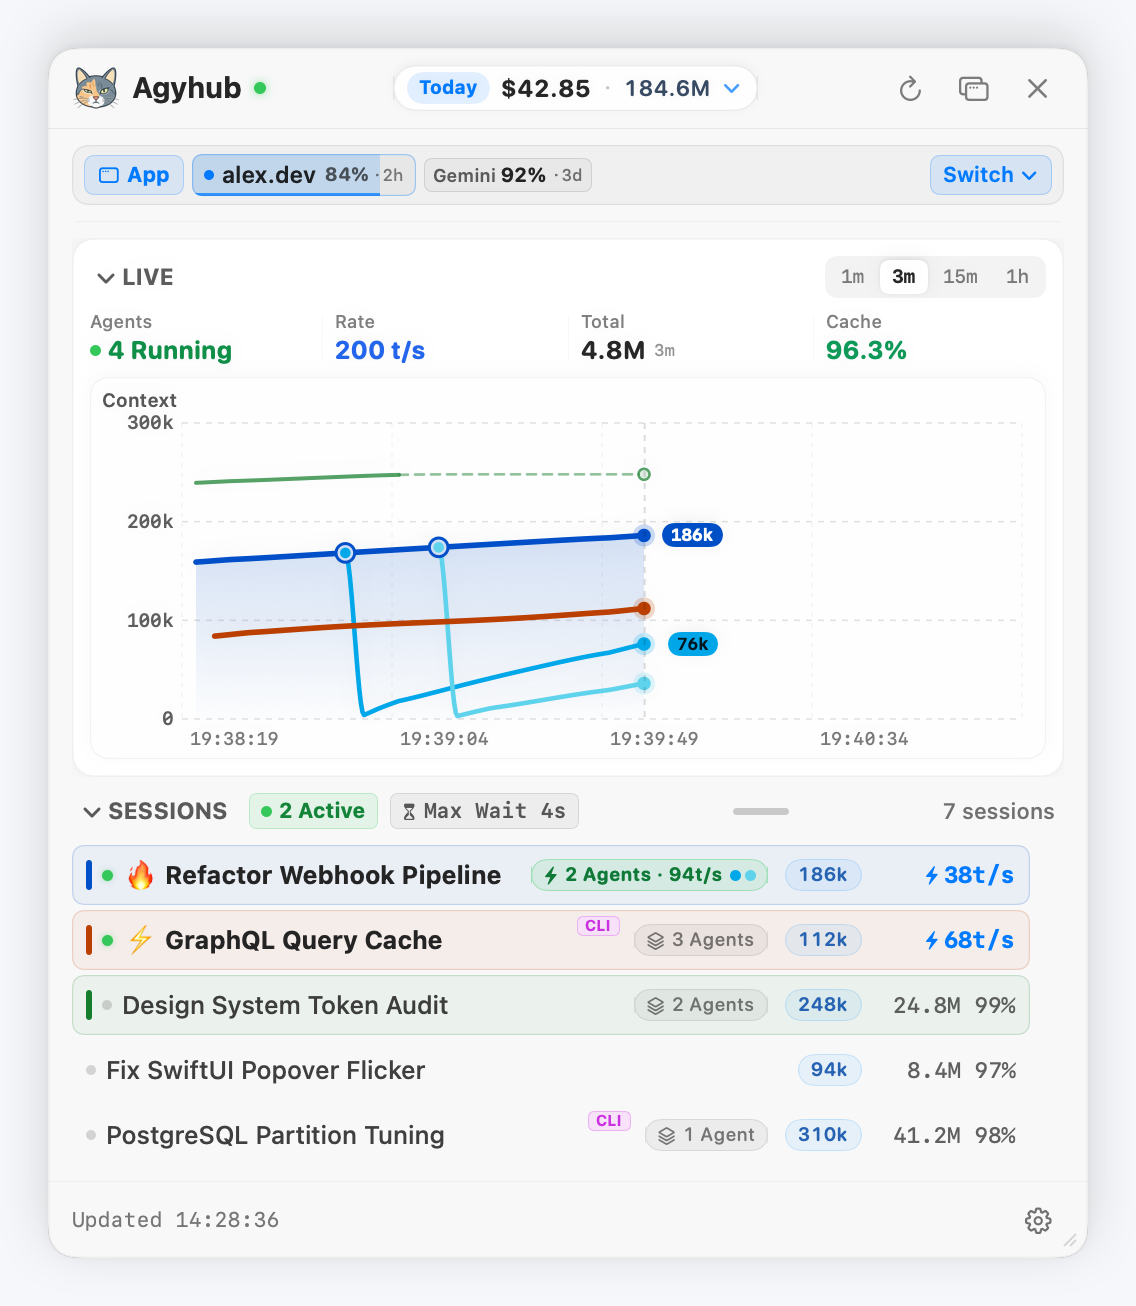 Agyhub
Today $42.85 · 184.6M
App
alex.dev 84% · 2h
Gemini 92% · 3d
Switch
LIVE
1m 3m 15m 1h
Agents
4 Running
Rate
200 t/s
Total
4.8M 3m
Cache
96.3%
Context
300k
200k
100k
0
186k
76k
19:38:19 19:39:04 19:39:49 19:40:34
SESSIONS 2 Active Max Wait 4s 7 sessions
Refactor Webhook Pipeline 2 Agents · 94t/s 186k 38t/s
GraphQL Query Cache CLI 3 Agents 112k 68t/s
Design System Token Audit 2 Agents 248k 24.8M 99%
Fix SwiftUI Popover Flicker 94k 8.4M 97%
PostgreSQL Partition Tuning CLI 1 Agent 310k 41.2M 98%
Updated 14:28:36